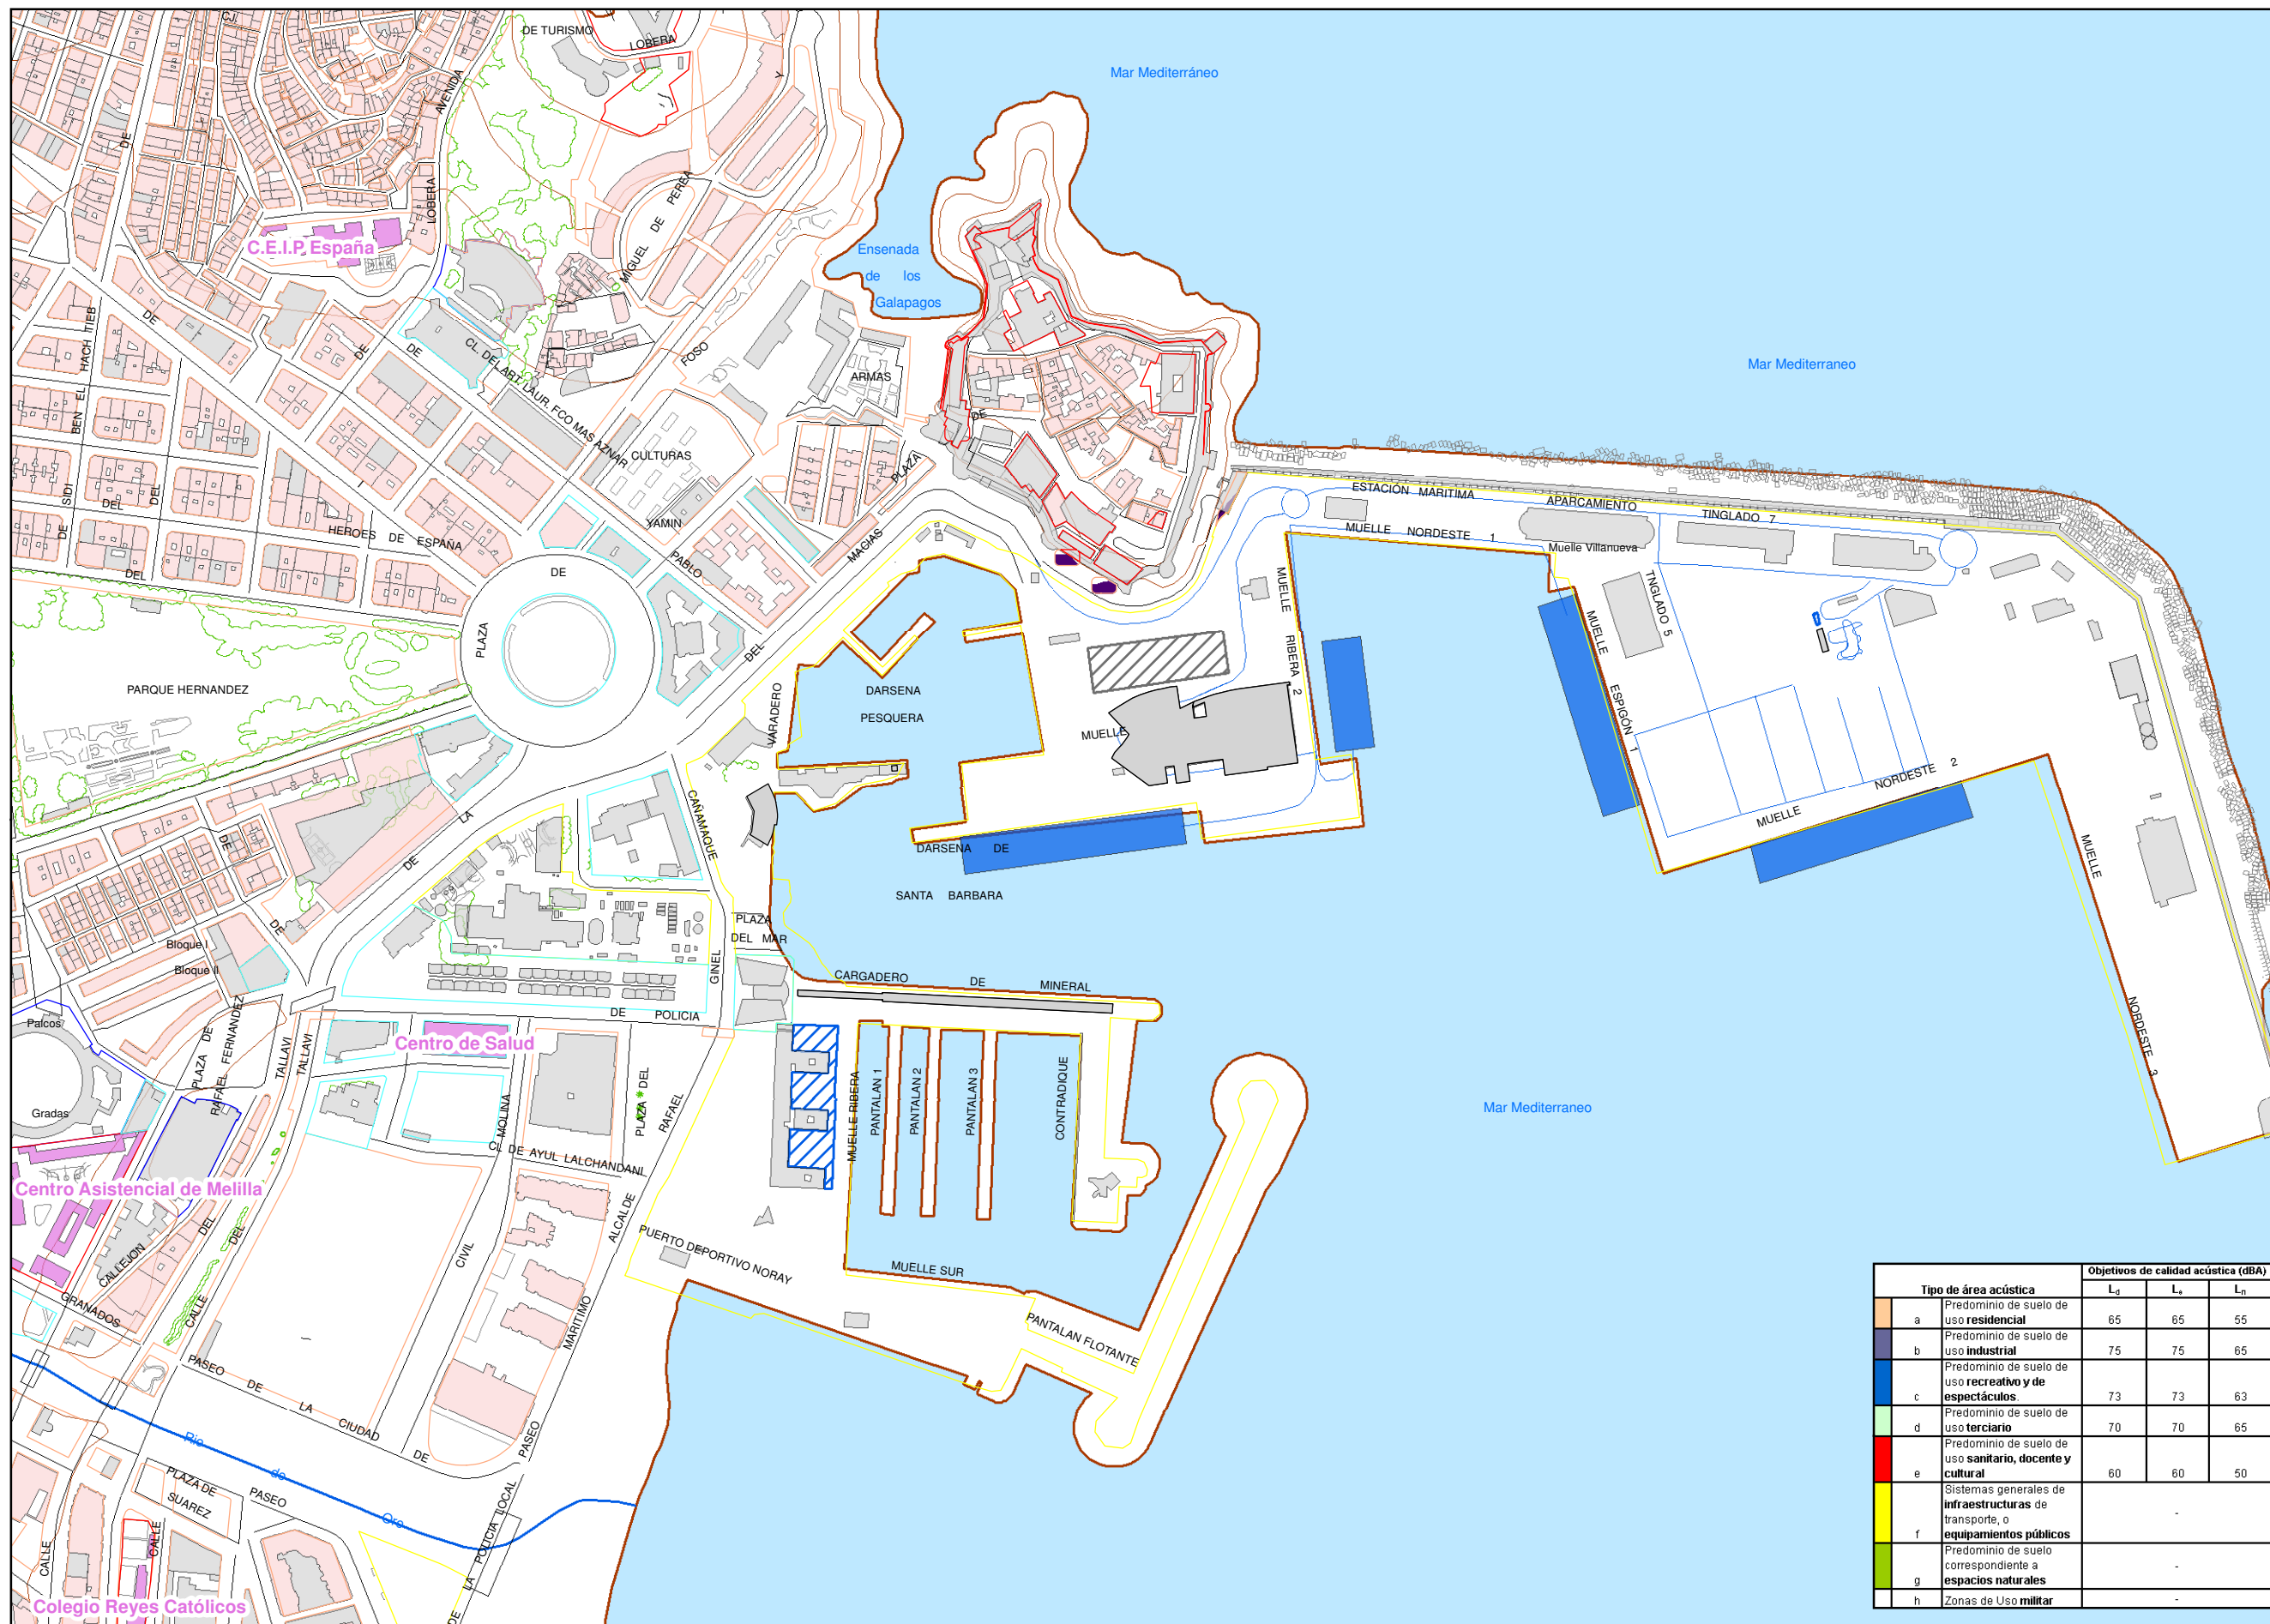 CJ.
DE TURISMO
LOBERA
Y
Mar Mediterráneo
AVENIDA
DE
LOBERA
C.E.I.P. España
MIGUEL DE PEREA
Ensenada
de los
Galapagos
BEN EL HACH TIEB
DE SIDI
DE
DE
DE
CL. DEL ART. LAUR. FCO MAS AZNAR
FOSO
ARMAS
DE
Mar Mediterraneo
CULTURAS
PLAZA
YAMIN
PABLO
MACIAS
DEL
DEL
DEL
HEROES DE ESPAÑA
DEL
ESTACIÓN MARITIMA
APARCAMIENTO
TINGLADO 7
MUELLE NORDESTE 1
Muelle Villanueva
PLAZA
DE
DEL
MUELLE RIBERA 2
TNGLADO 5
MUELLE ESPIGÓN 1
PARQUE HERNANDEZ
DARSENA
PESQUERA
VARADERO
MUELLE
MUELLE NORDESTE 2
MUELLE NORDESTE 3
DE LA
CAÑAMAQUE
DARSENA DE
SANTA BARBARA
DE
DE
Bloque I
Bloque II
PLAZA
DEL MAR
GINEL
CARGADERO DE MINERAL
DE POLICIA
Palcos
Gradas
PLAZA DE
RAFAEL FERNANDEZ
TALLAVI
TALLAVI
Centro de Salud
CL MOLINA
PLAZA DEL
RAFAEL
MUELLE RIBERA
PANTALAN 1
PANTALAN 2
PANTALAN 3
CONTRADIQUE
Mar Mediterraneo
CL DE AYUL LALCHANDANI
Centro Asistencial de Melilla
CALLEJON
DEL
DEL
CALLE
GRANADOS
CIVIL
ALCALDE
MARITIMO
PASEO
PUERTO DEPORTIVO NORAY
MUELLE SUR
PANTALAN FLOTANTE
PASEO DE LA CIUDAD DE
Rio de Oro
PLAZA DE
SUAREZ
PASEO
CALLE
CALLE
POLICIA LOCAL
LA
DE
Colegio Reyes Católicos
Tipo de área acústica
Objetivos de calidad acústica (dBA)
Ld Le Ln
a Predominio de suelo de uso residencial 65 65 55
b Predominio de suelo de uso industrial 75 75 65
c Predominio de suelo de uso recreativo y de espectáculos. 73 73 63
d Predominio de suelo de uso terciario 70 70 65
e Predominio de suelo de uso sanitario, docente y cultural 60 60 50
f Sistemas generales de infraestructuras de transporte, o equipamientos públicos -
g Predominio de suelo correspondiente a espacios naturales -
h Zonas de Uso militar -